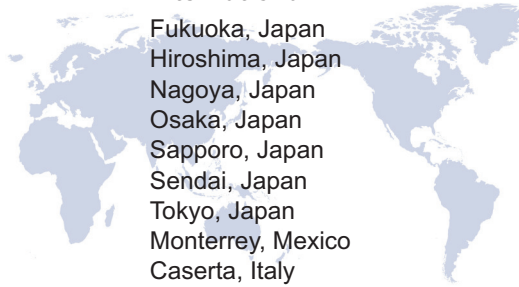 Fukuoka, Japan
Hiroshima, Japan
Nagoya, Japan
Osaka, Japan
Sapporo, Japan
Sendai, Japan
Tokyo, Japan
Monterrey, Mexico
Caserta, Italy